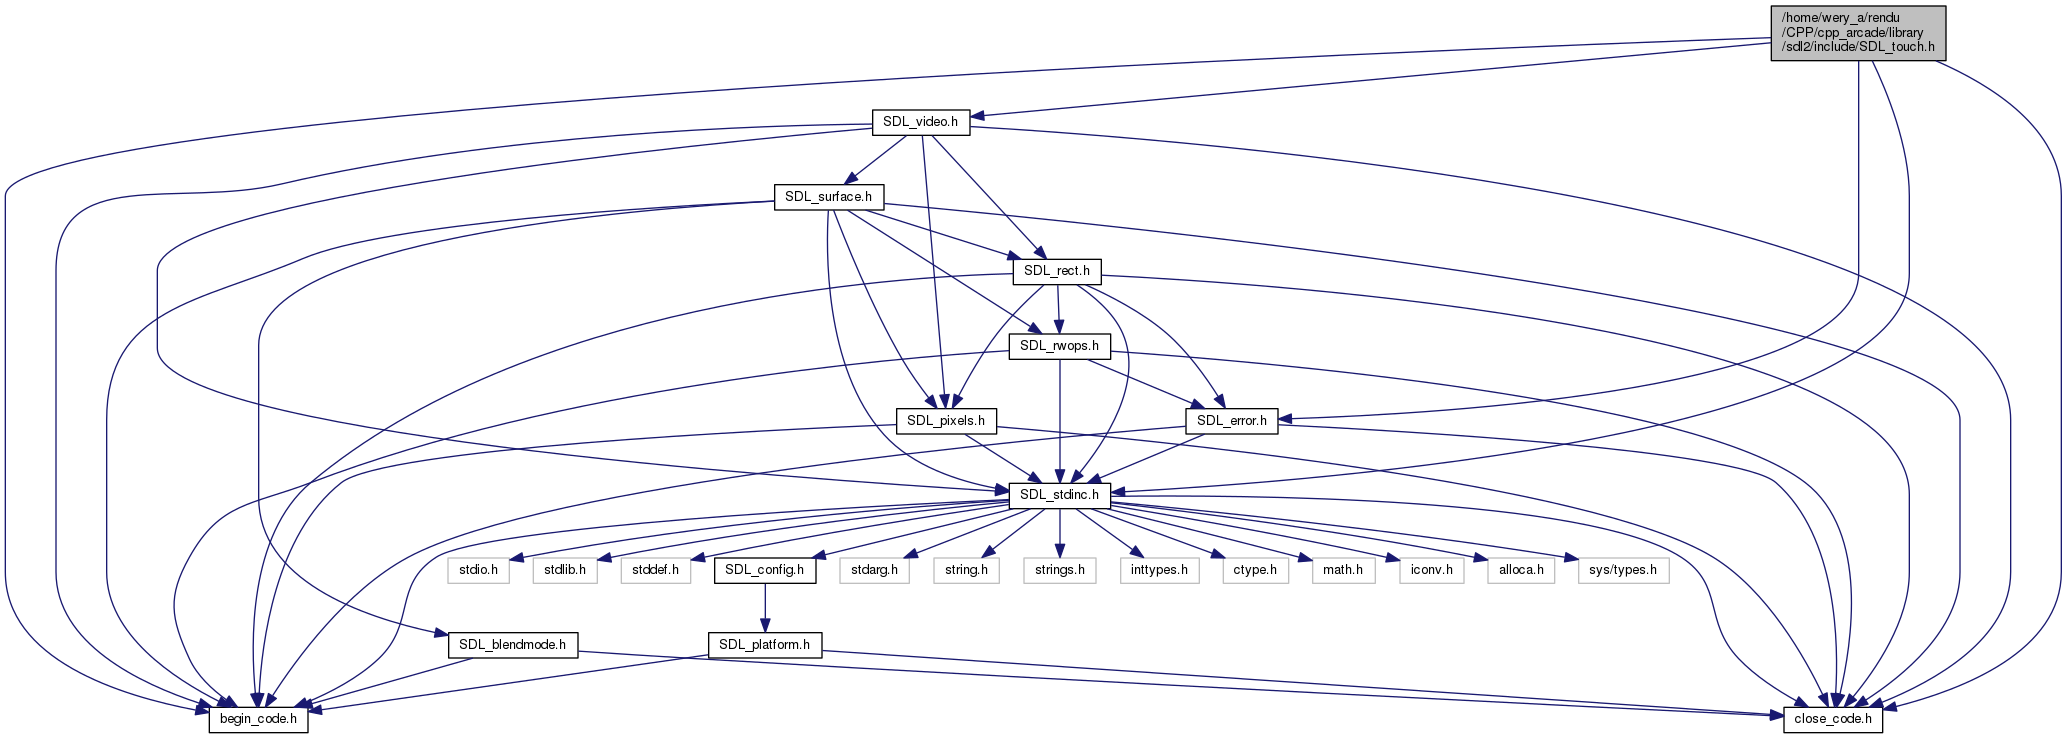 /home/wery_a/rendu
/CPP/cpp_arcade/library
/sdl2/include/SDL_touch.h
SDL_video.h
SDL_surface.h
SDL_rect.h
SDL_rwops.h
SDL_pixels.h
SDL_error.h
SDL_stdinc.h
stdio.h
stdlib.h
stddef.h
SDL_config.h
stdarg.h
string.h
strings.h
inttypes.h
ctype.h
math.h
iconv.h
alloca.h
sys/types.h
SDL_blendmode.h
SDL_platform.h
begin_code.h
close_code.h